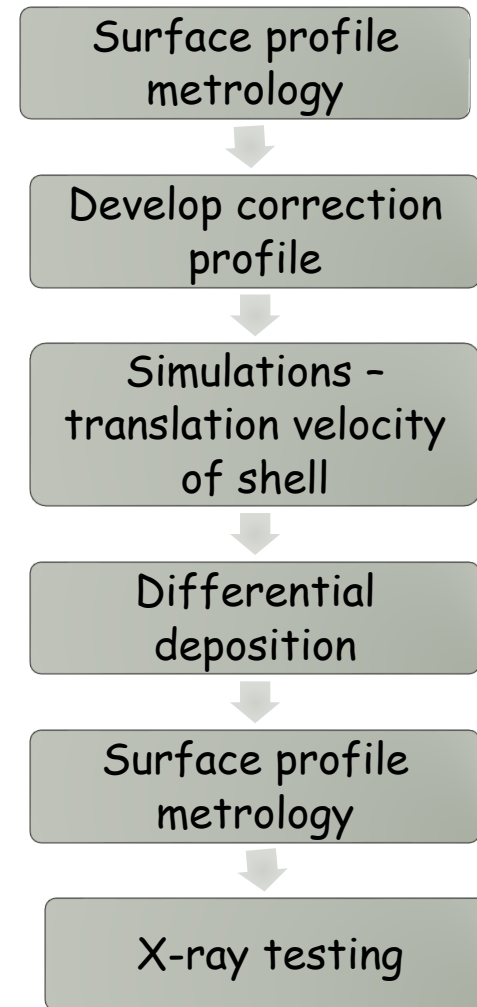 Surface profile
metrology
Develop correction
profile
Simulations –
translation velocity
of shell
Differential
deposition
Surface profile
metrology
X-ray testing